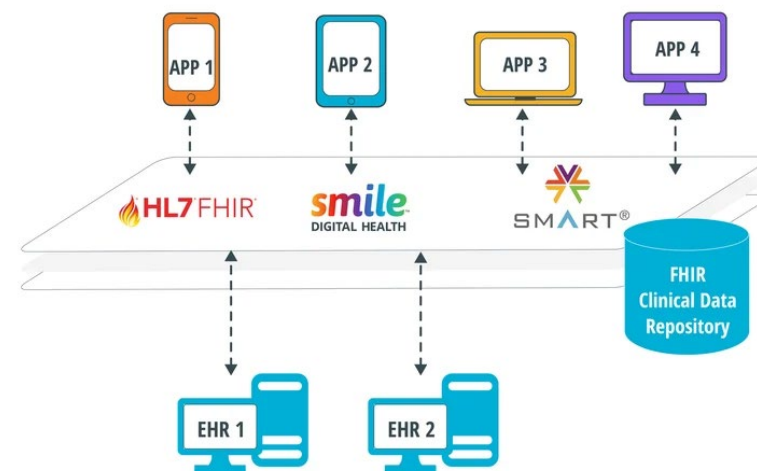 APP 1
APP 2
APP 3
APP 4
HL7 FHIR
smile
DIGITAL HEALTH
SMART®
FHIR
Clinical Data
Repository
EHR 1
EHR 2